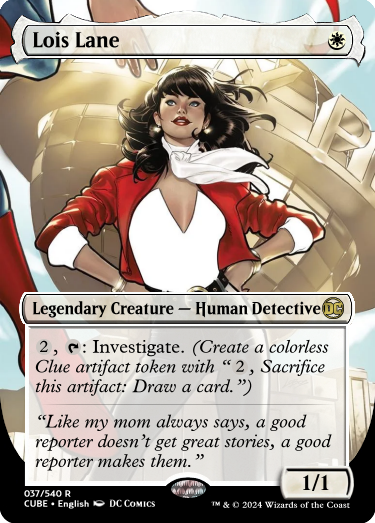 Lois Lane
Legendary Creature — Human Detective DC
2, : Investigate. (Create a colorless
Clue artifact token with “ 2 , Sacrifice
this artifact: Draw a card.”)
“Like my mom always says, a good
reporter doesn’t get great stories, a good
reporter makes them.”
1/1
037/540 R
CUBE • English DC COMICS
™ & © 2024 Wizards of the Coast